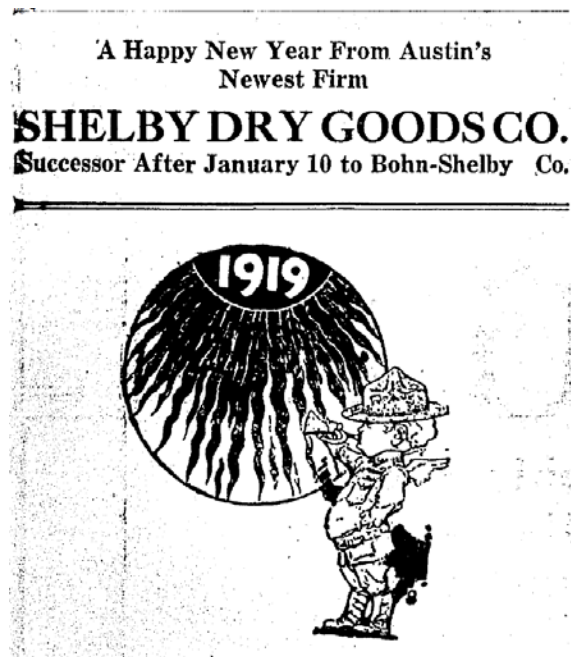 A Happy New Year From Austin's
Newest Firm
SHELBY DRY GOODS CO.
Successor After January 10 to Bohn-Shelby Co.
1919